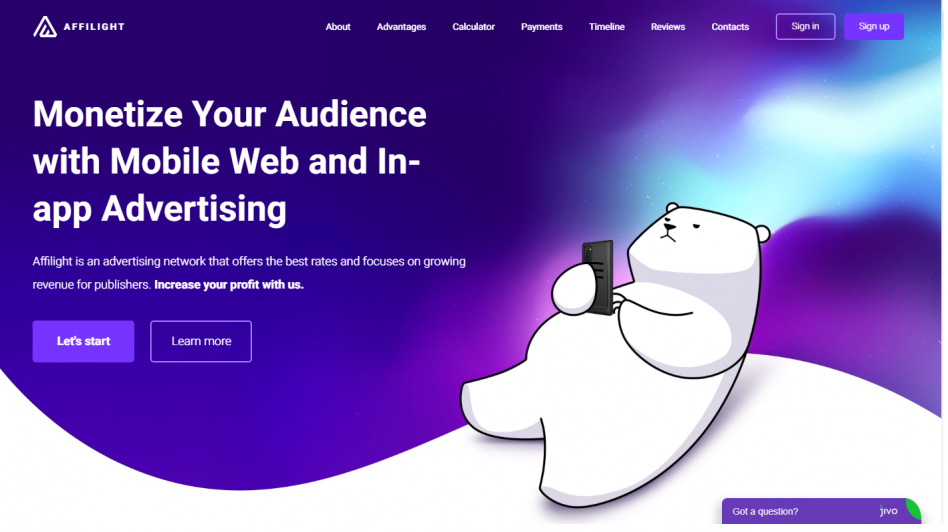 AFFILIGHT
About
Advantages
Calculator
Payments
Timeline
Reviews
Contacts
Sign in
Sign up
Monetize Your Audience
with Mobile Web and In-
app Advertising
Affilight is an advertising network that offers the best rates and focuses on growing
revenue for publishers. Increase your profit with us.
Let's start
Learn more
Got a question?
jivo